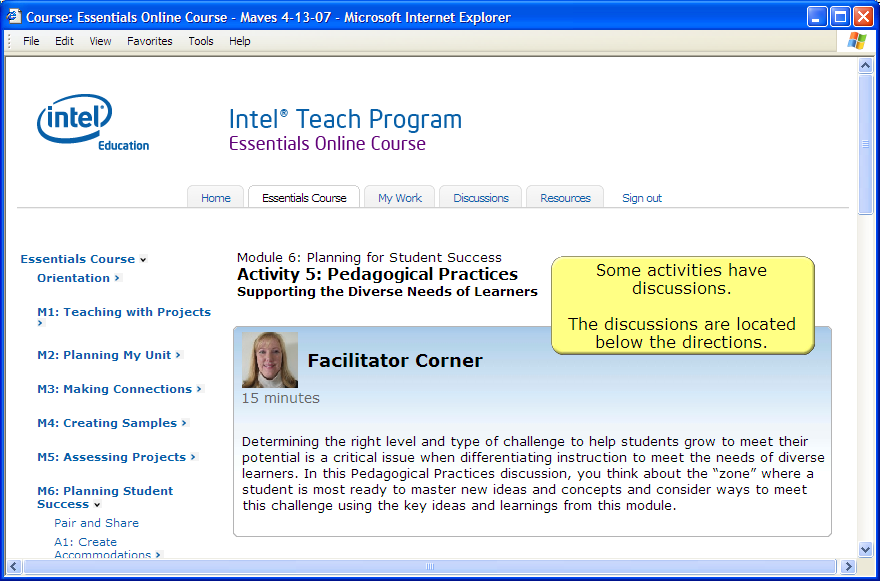 Course: Essentials Online Course - Maves 4-13-07 - Microsoft Internet Explorer
File Edit View Favorites Tools Help
intel®
Education
Intel® Teach Program
Essentials Online Course
Home Essentials Course My Work Discussions Resources Sign out
Essentials Course
Orientation
M1: Teaching with Projects
M2: Planning My Unit
M3: Making Connections
M4: Creating Samples
M5: Assessing Projects
M6: Planning Student
Success
Pair and Share
A1: Create
Accommodations
Module 6: Planning for Student Success
Activity 5: Pedagogical Practices
Supporting the Diverse Needs of Learners
Some activities have
discussions.
The discussions are located
below the directions.
Facilitator Corner
15 minutes
Determining the right level and type of challenge to help students grow to meet their
potential is a critical issue when differentiating instruction to meet the needs of diverse
learners. In this Pedagogical Practices discussion, you think about the “zone” where a
student is most ready to master new ideas and concepts and consider ways to meet
this challenge using the key ideas and learnings from this module.